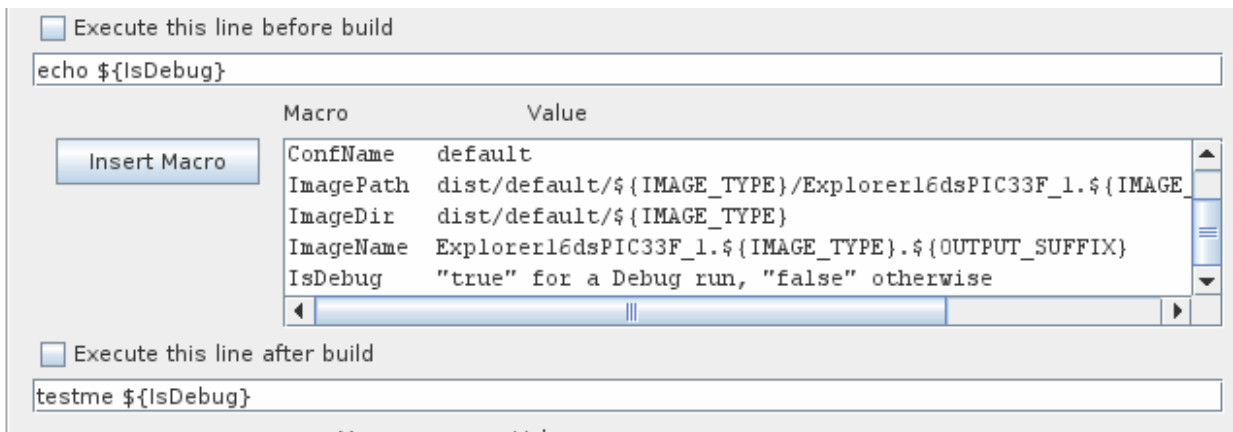 Execute this line before build
echo ${IsDebug}
Macro Value
Insert Macro
ConfName default
ImagePath dist/default/${IMAGE_TYPE}/Explorer16dsPIC33F_1.${IMAGE_
ImageDir dist/default/${IMAGE_TYPE}
ImageName Explorer16dsPIC33F_1.${IMAGE_TYPE}.${OUTPUT_SUFFIX}
IsDebug "true" for a Debug run, "false" otherwise
Execute this line after build
testme ${IsDebug}